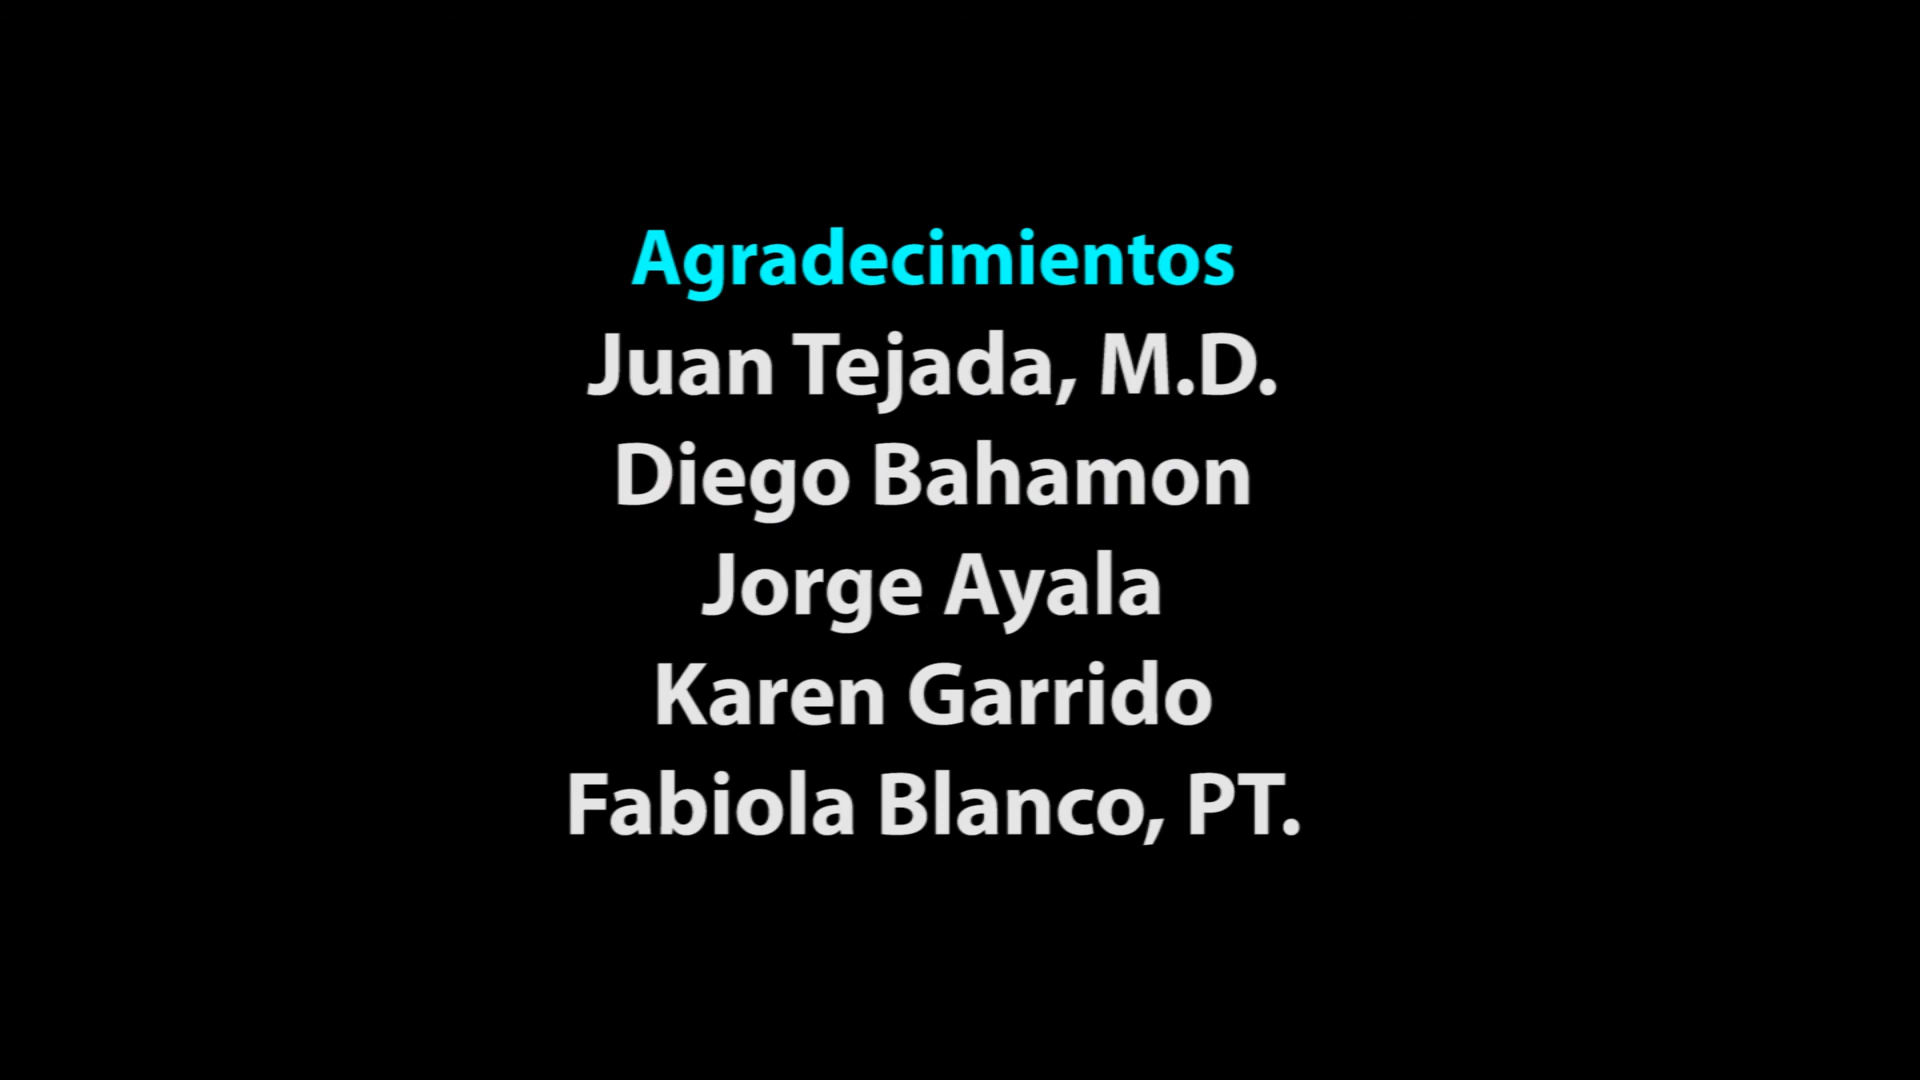 Agradecimientos
Juan Tejada, M.D.
Diego Bahamon
Jorge Ayala
Karen Garrido
Fabiola Blanco, PT.